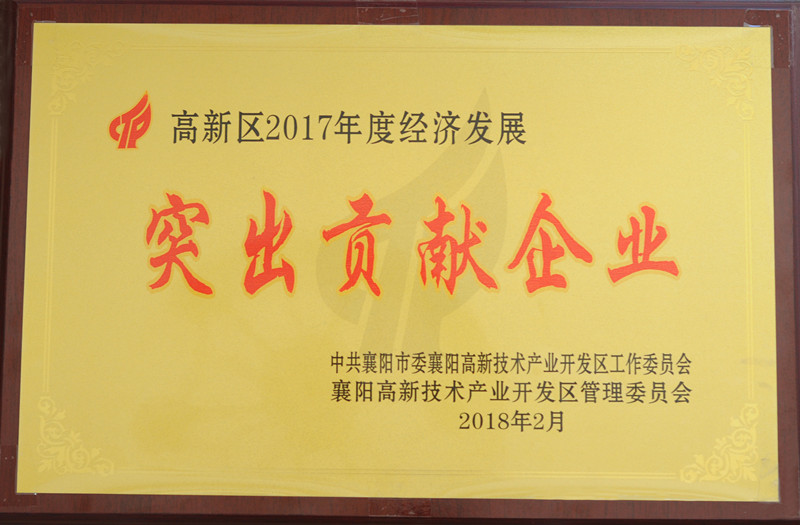 高新区2017年度经济发展
突出贡献企业
中共襄阳市委襄阳高新技术产业开发区工作委员会
襄阳高新技术产业开发区管理委员会
2018年2月